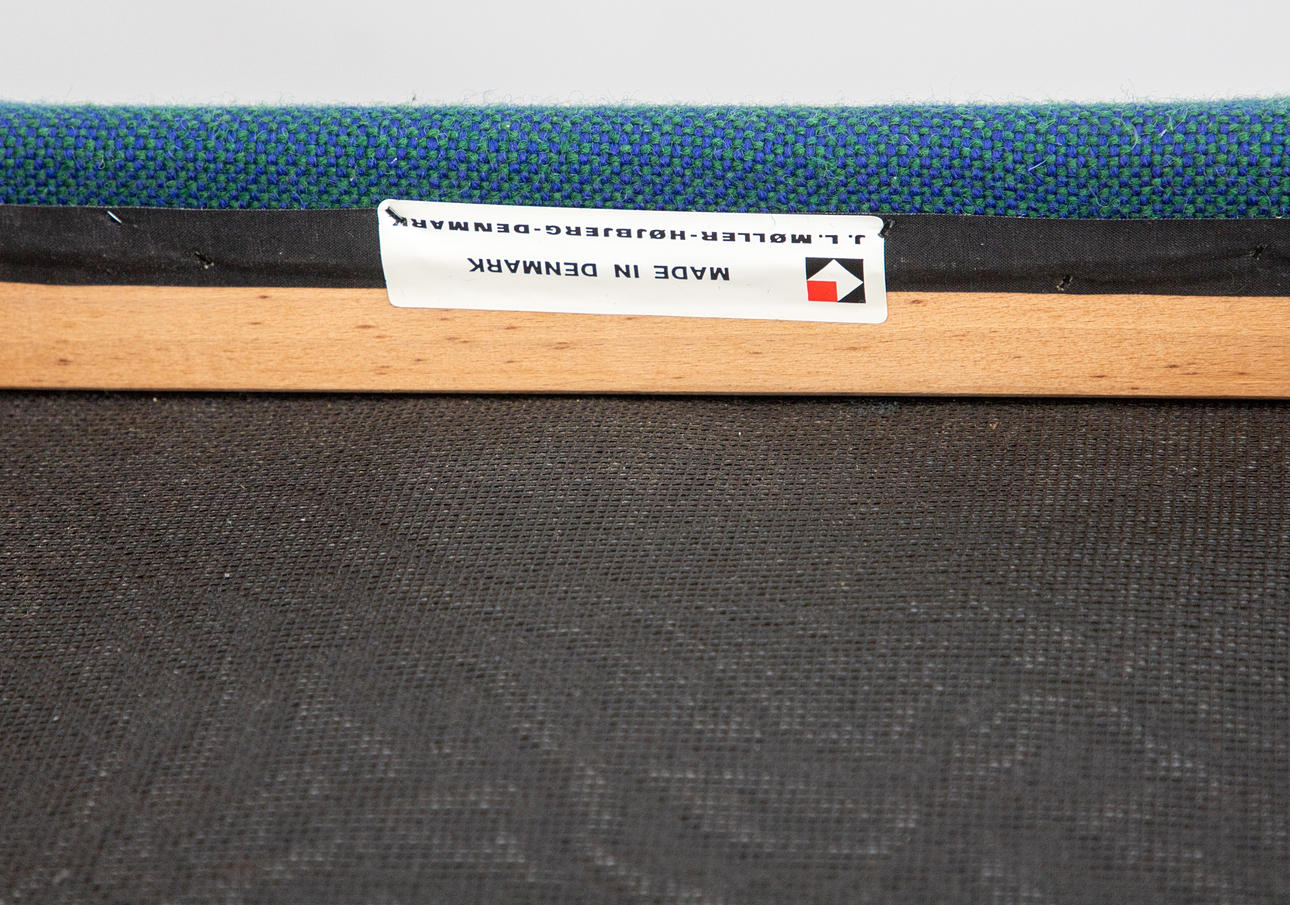 MADE IN DENMARK
J. L. MØLLER-HØJBJERG-DENMARK